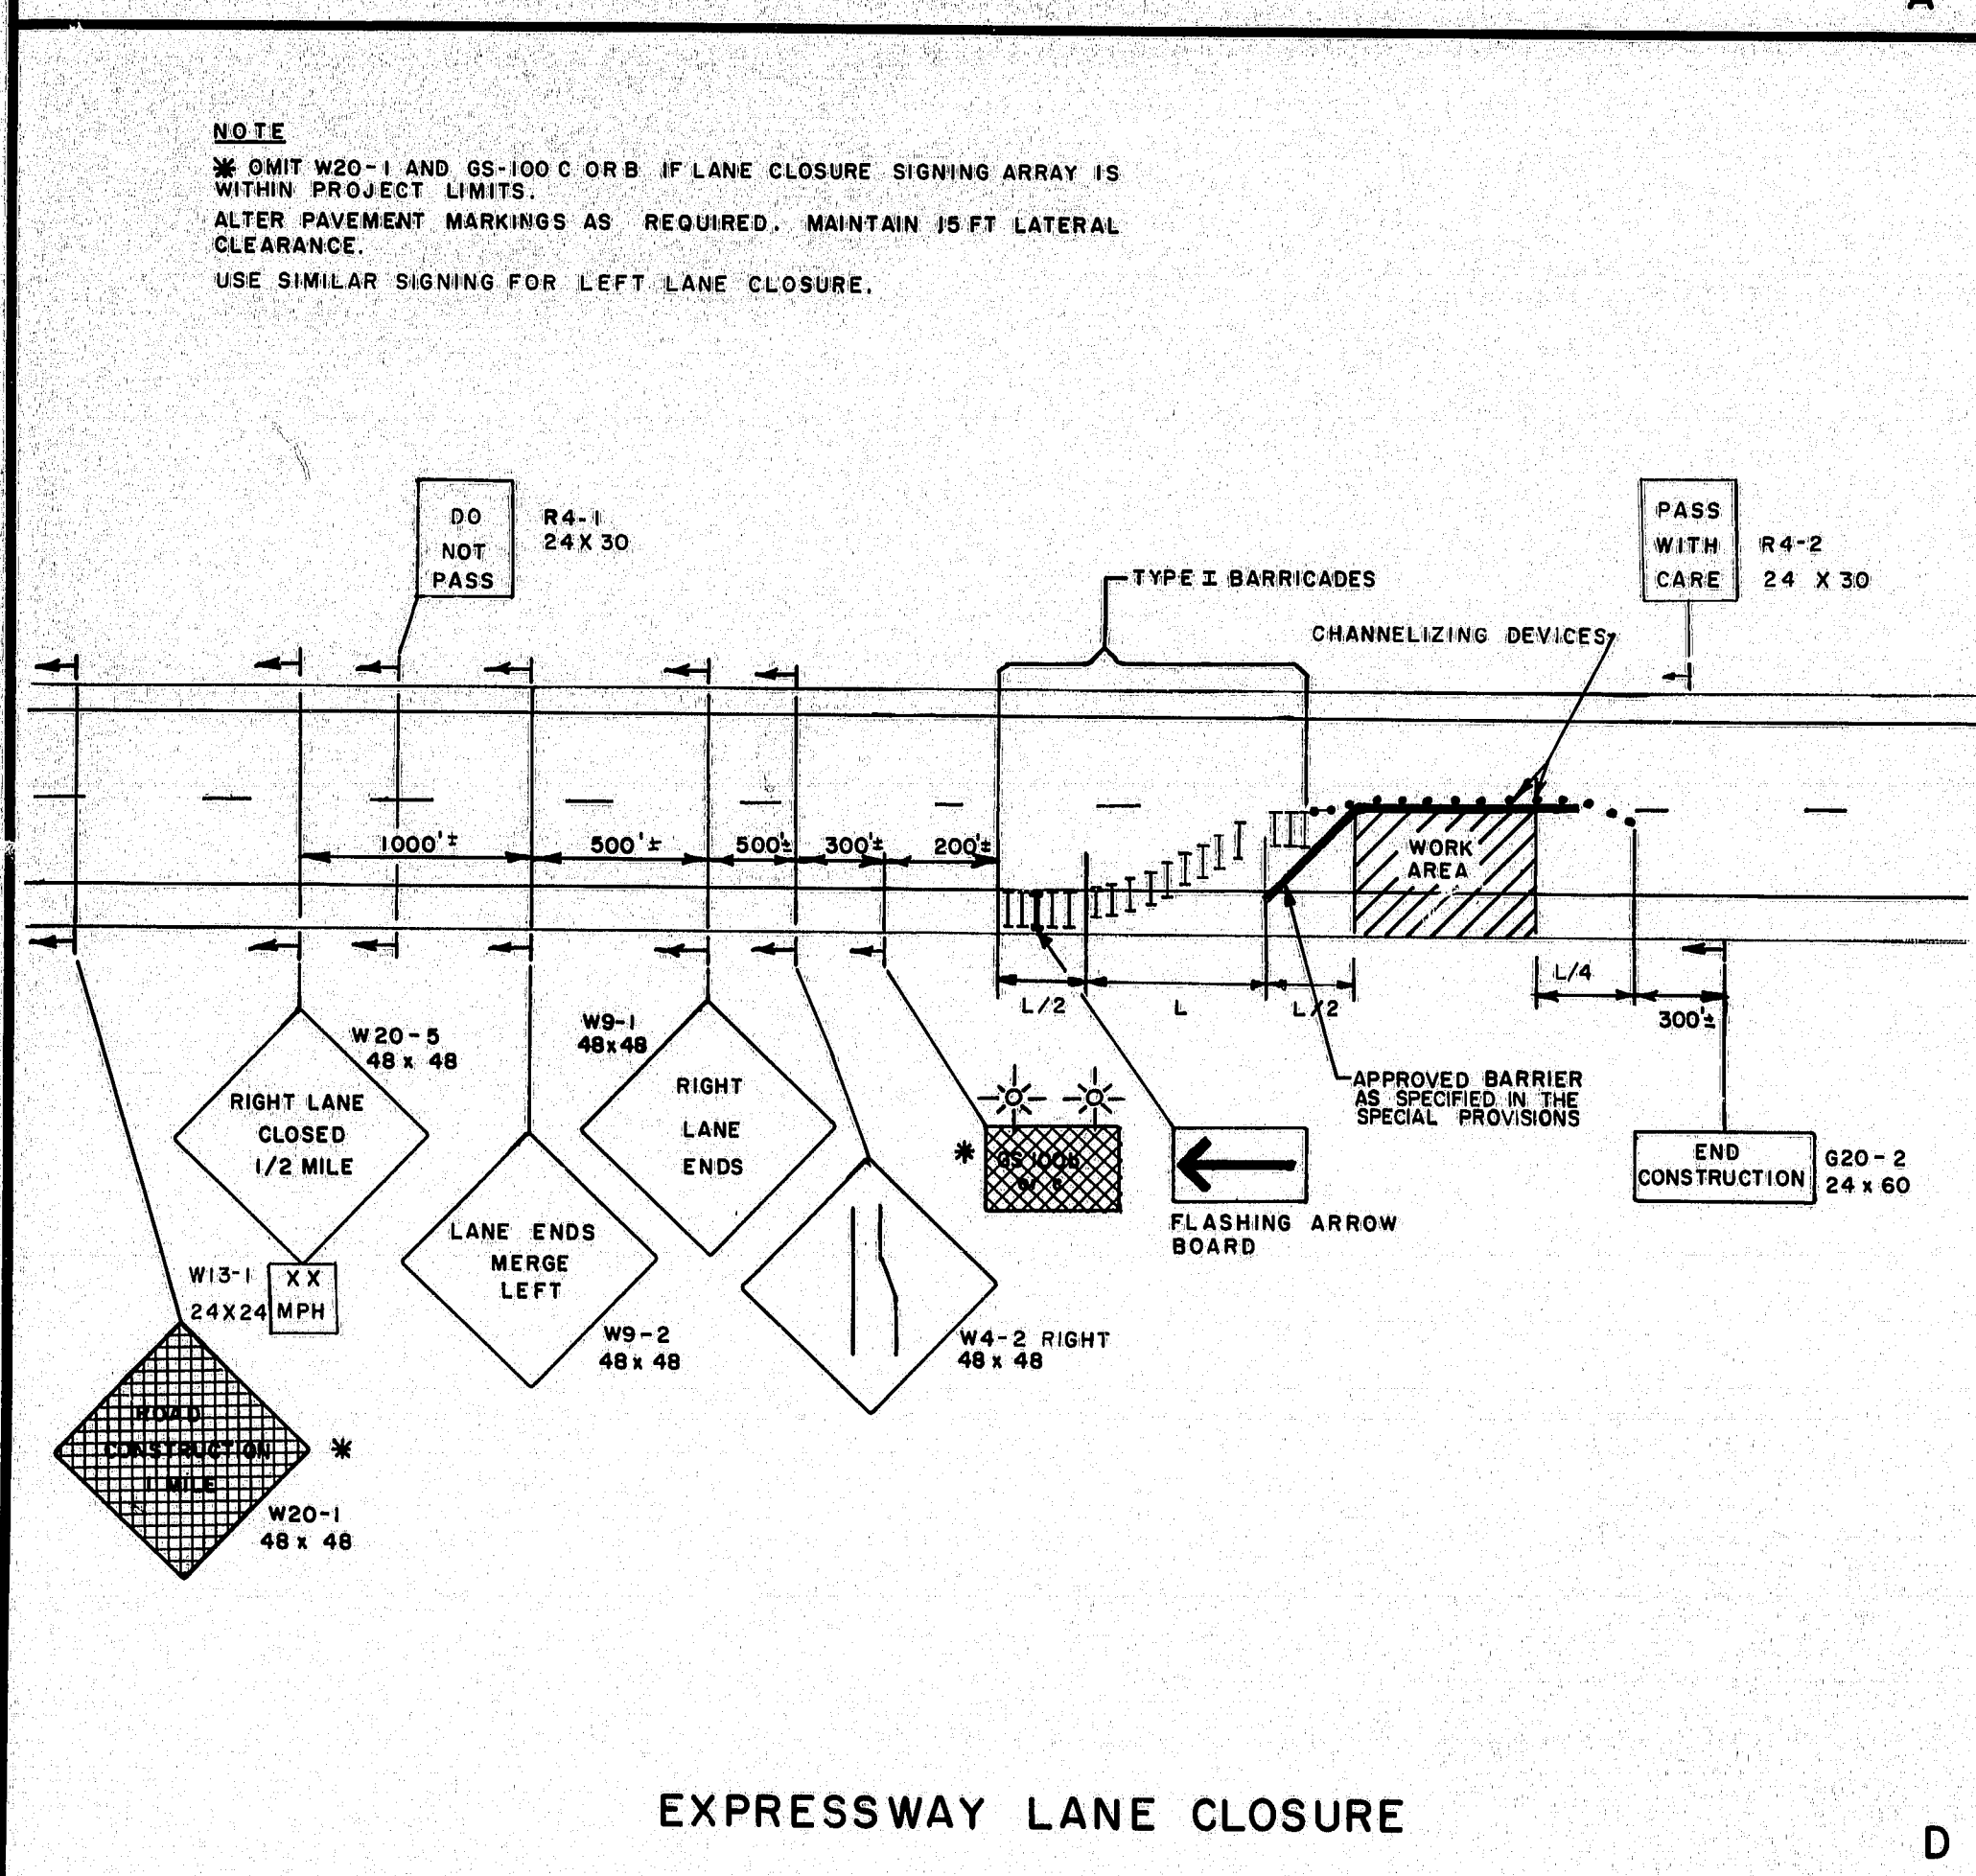 A
NOTE
✱ OMIT W20-1 AND GS-100 C OR B IF LANE CLOSURE SIGNING ARRAY IS
WITHIN PROJECT LIMITS.
ALTER PAVEMENT MARKINGS AS REQUIRED. MAINTAIN 15 FT LATERAL
CLEARANCE.
USE SIMILAR SIGNING FOR LEFT LANE CLOSURE.
DO
NOT
PASS
R4-1
24X30
TYPE I BARRICADES
CHANNELIZING DEVICES
PASS
WITH
CARE
R4-2
24 X 30
1000'±
500'±
500'±
300'±
200'±
WORK
AREA
L/2
L
L/2
L/4
300'±
W20-5
48 x 48
RIGHT LANE
CLOSED
1/2 MILE
W13-1
24X24
XX
MPH
LANE ENDS
MERGE
LEFT
W9-2
48 x 48
W9-1
48x48
RIGHT
LANE
ENDS
W4-2 RIGHT
48 x 48
✱
GS 100b
or c
FLASHING ARROW
BOARD
APPROVED BARRIER
AS SPECIFIED IN THE
SPECIAL PROVISIONS
END
CONSTRUCTION
G20-2
24 x 60
ROAD
CONSTRUCTION
1 MILE
✱
W20-1
48 x 48
EXPRESSWAY LANE CLOSURE
D